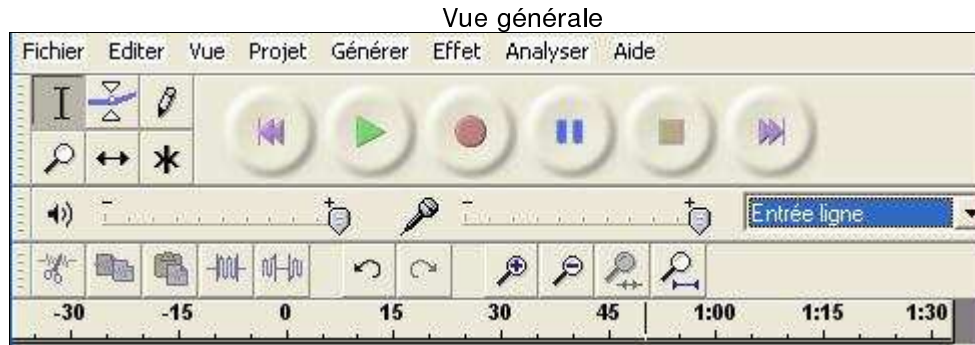 Vue générale
Fichier Editer Vue Projet Générer Effet Analyser Aide
- + - + Entrée ligne
-30 -15 0 15 30 45 1:00 1:15 1:30